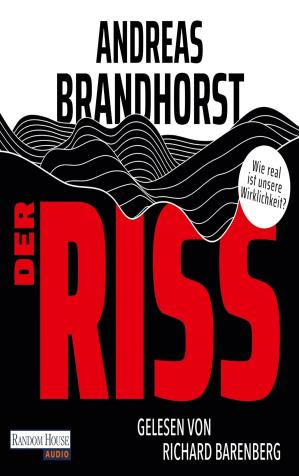 ANDREAS
BRANDHORST
Wie real
ist unsere
Wirklichkeit?
DER
RISS
GELESEN VON
RICHARD BARENBERG
RANDOM HOUSE
AUDIO